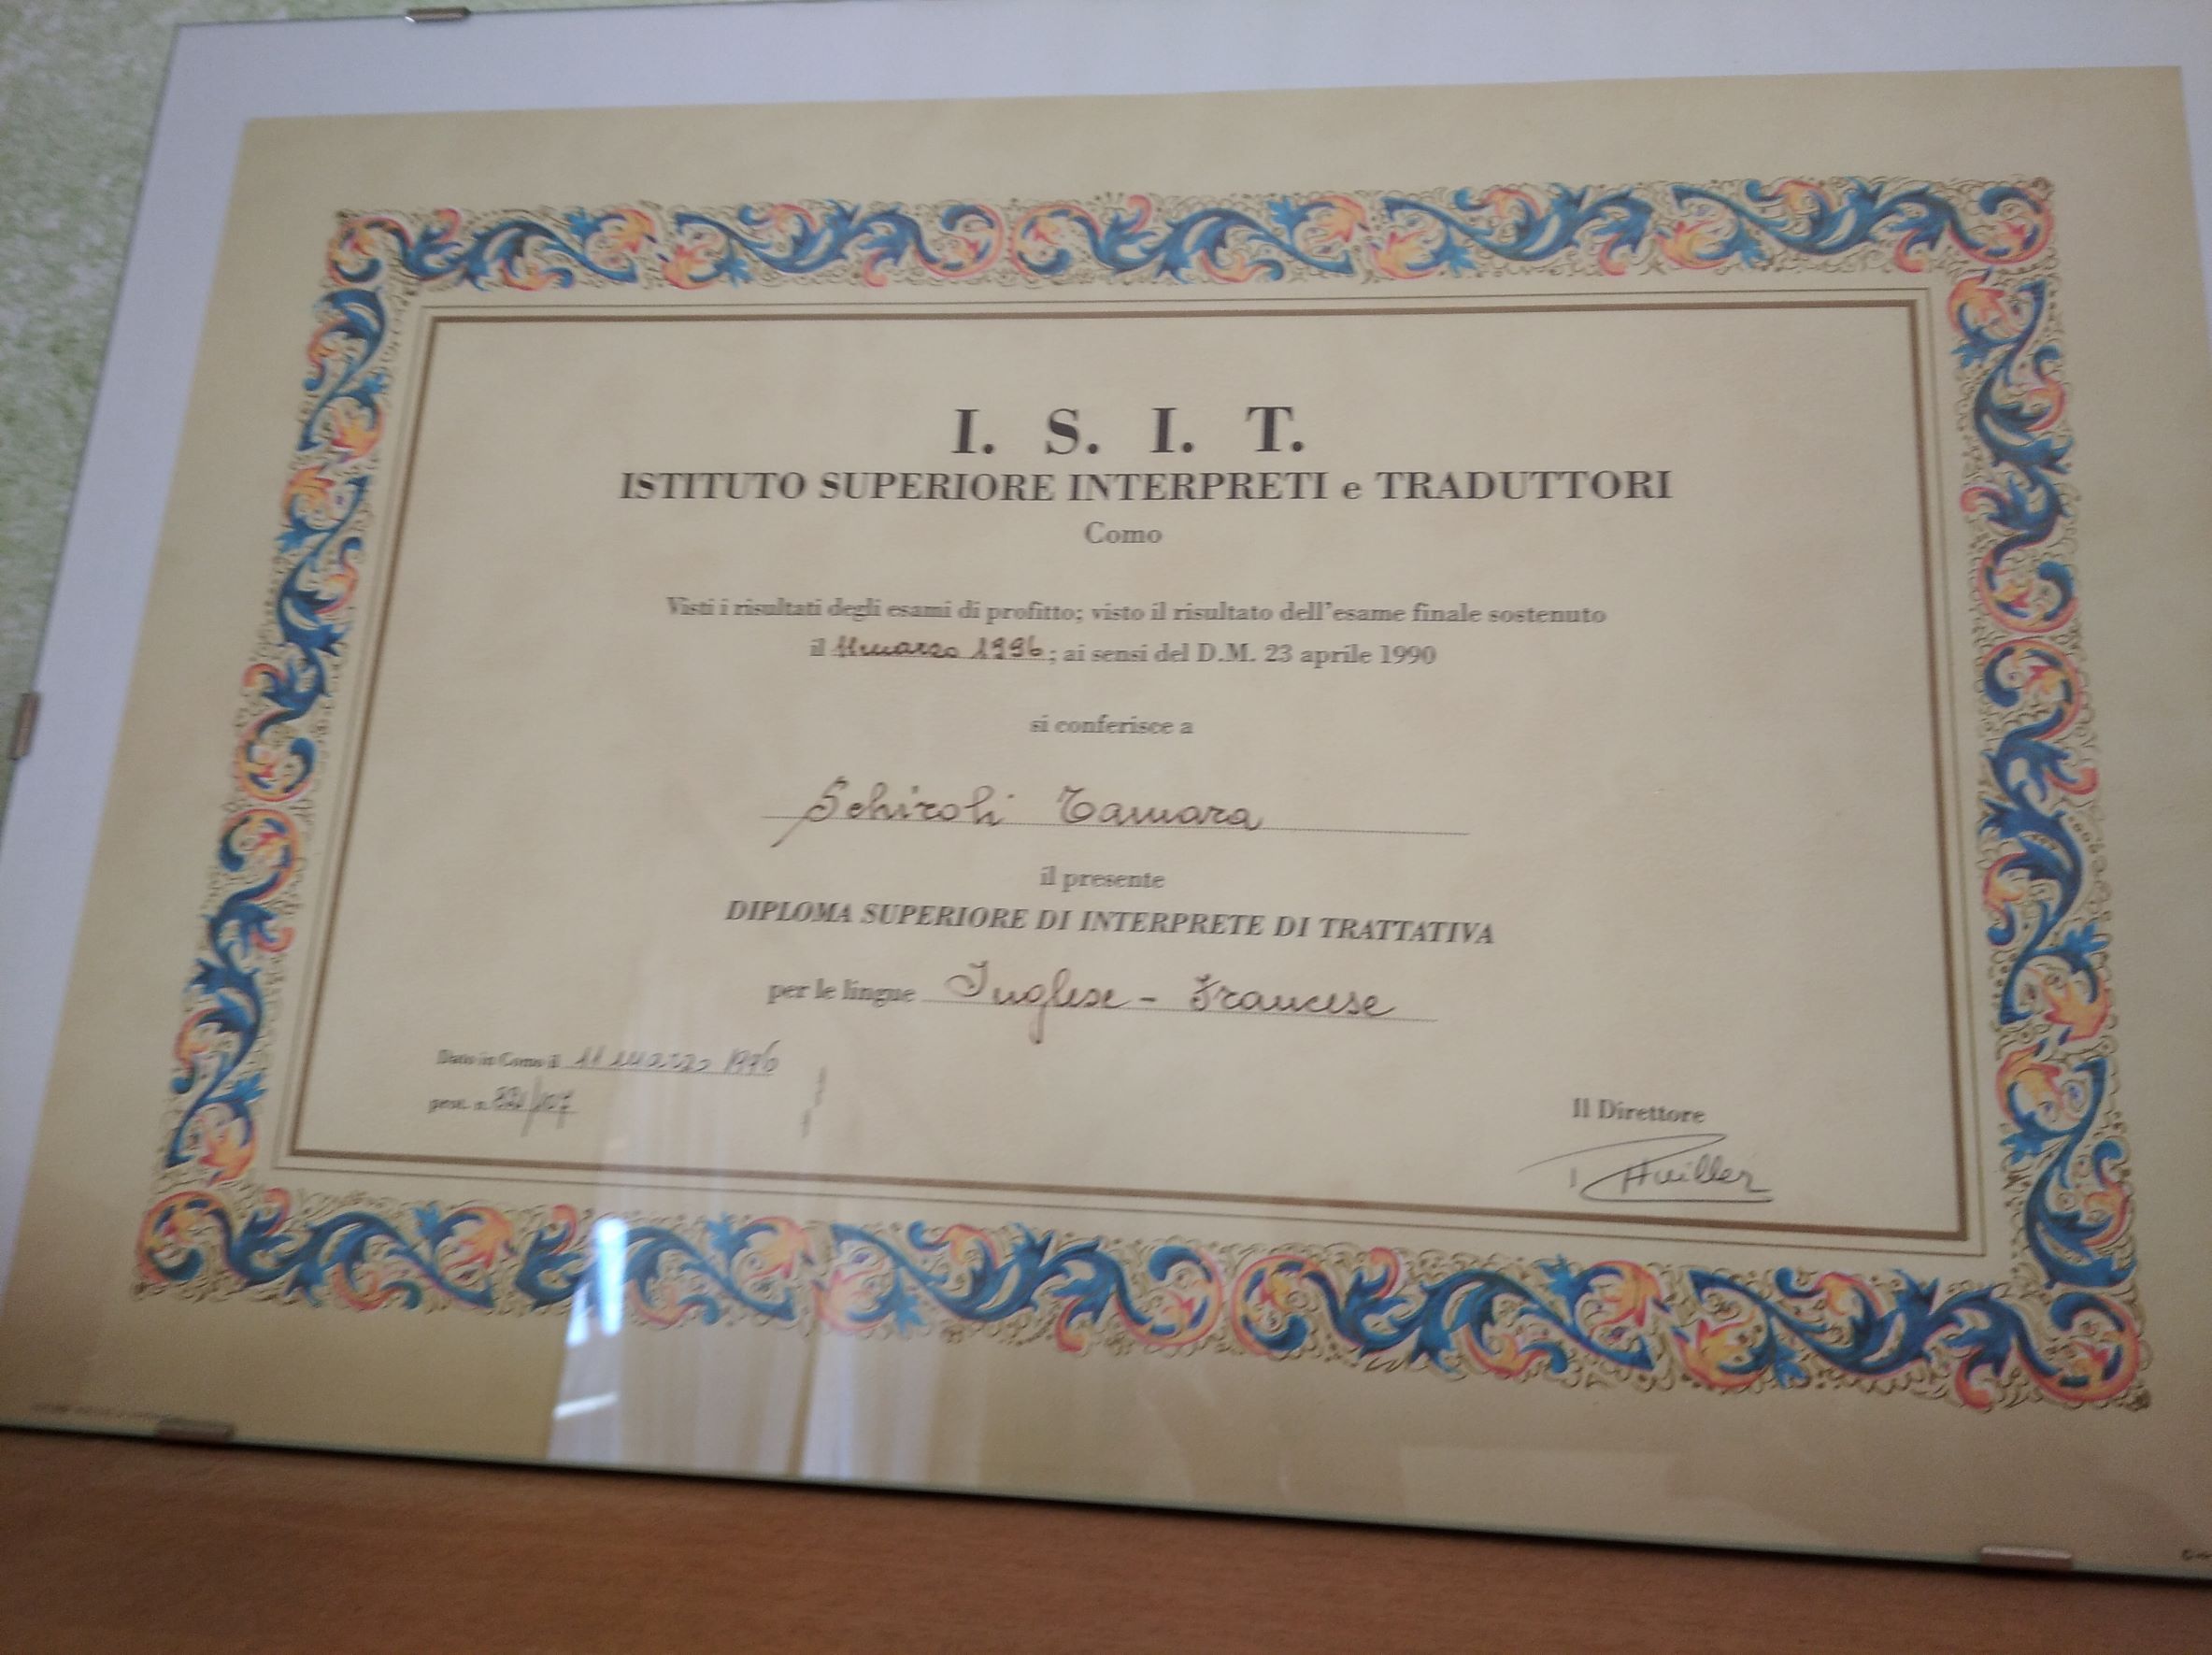 I. S. I. T.
ISTITUTO SUPERIORE INTERPRETI e TRADUTTORI
Como
Visti i risultati degli esami di profitto; visto il risultato dell'esame finale sostenuto
il 11 marzo 1996; ai sensi del D.M. 23 aprile 1990
si conferisce a
Schiroli Tamara
il presente
DIPLOMA SUPERIORE DI INTERPRETE DI TRATTATIVA
per le lingue Inglese - Francese
Dato in Como il 11 marzo 1996
prot. n.
Il Direttore